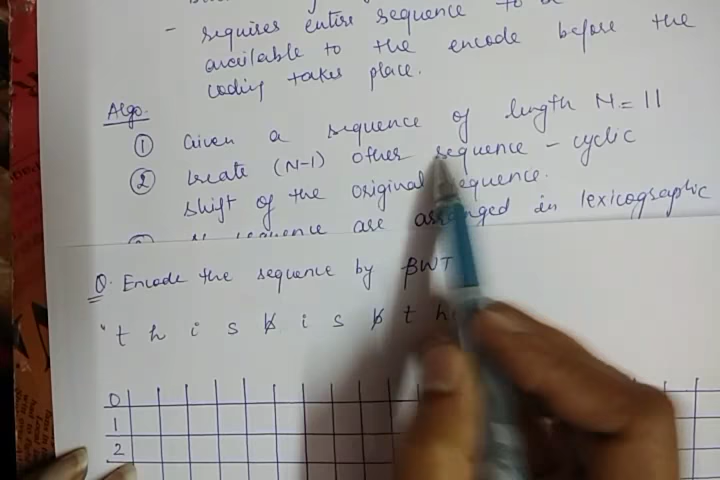 - requires entire sequence to
available to the encode before the
coding takes place.
Algo.
① Given a sequence of length N = 11
② create (N-1) other sequence - cyclic
shift of the original sequence.
sequence are arranged in lexicographic
Q. Encode the sequence by BWT
"t h i s ƀ i s ƀ t h
0
1
2